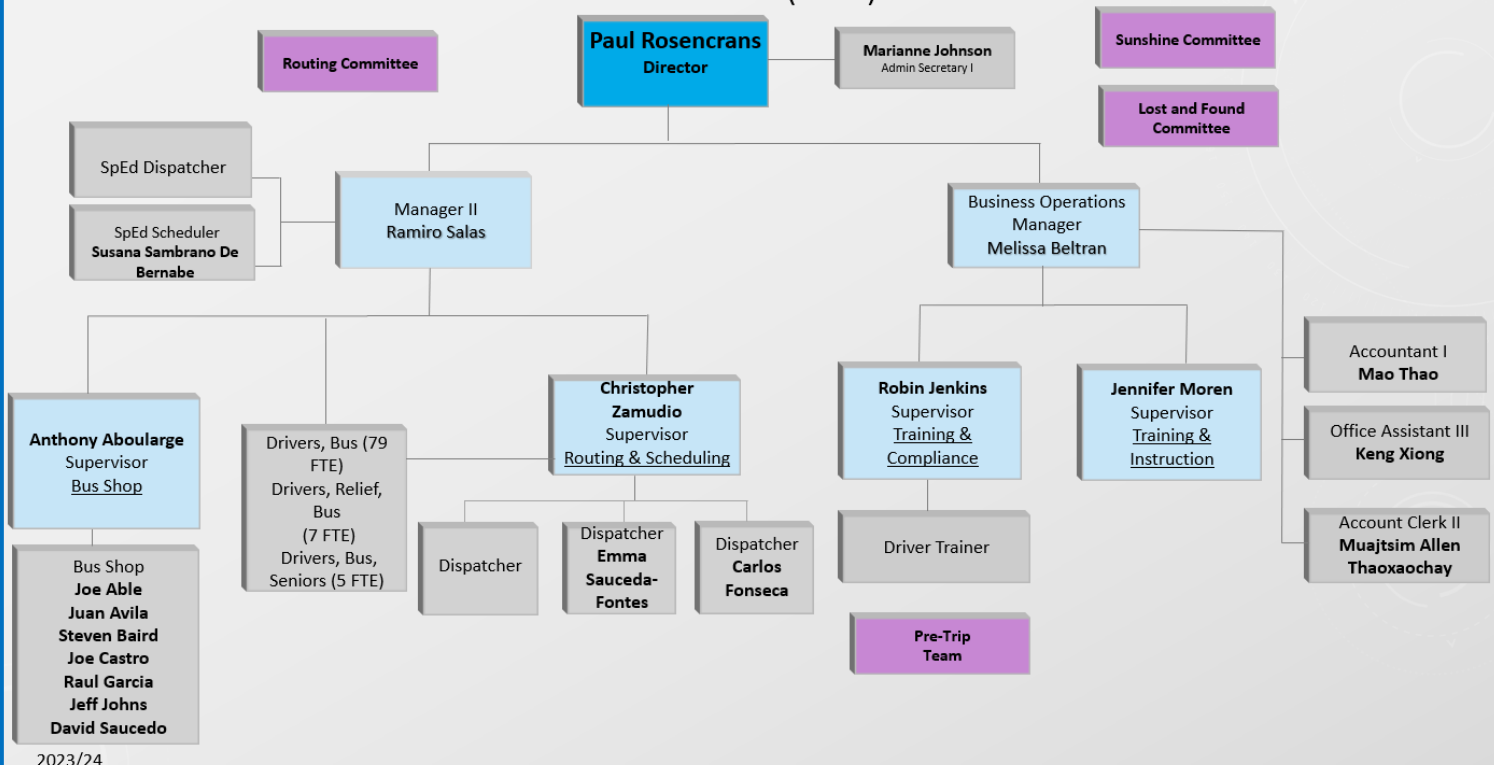 Paul Rosencrans
Director
Marianne Johnson
Admin Secretary I
Routing Committee
Sunshine Committee
Lost and Found
Committee
SpEd Dispatcher
SpEd Scheduler
Susana Sambrano De
Bernabe
Manager II
Ramiro Salas
Business Operations
Manager
Melissa Beltran
Anthony Aboularge
Supervisor
Bus Shop
Drivers, Bus (79
FTE)
Drivers, Relief,
Bus
(7 FTE)
Drivers, Bus,
Seniors (5 FTE)
Christopher
Zamudio
Supervisor
Routing & Scheduling
Robin Jenkins
Supervisor
Training &
Compliance
Jennifer Moren
Supervisor
Training &
Instruction
Accountant I
Mao Thao
Office Assistant III
Keng Xiong
Account Clerk II
Muajtsim Allen
Thaoxaochay
Bus Shop
Joe Able
Juan Avila
Steven Baird
Joe Castro
Raul Garcia
Jeff Johns
David Saucedo
Dispatcher
Dispatcher
Emma
Sauceda-
Fontes
Dispatcher
Carlos
Fonseca
Driver Trainer
Pre-Trip
Team
2023/24